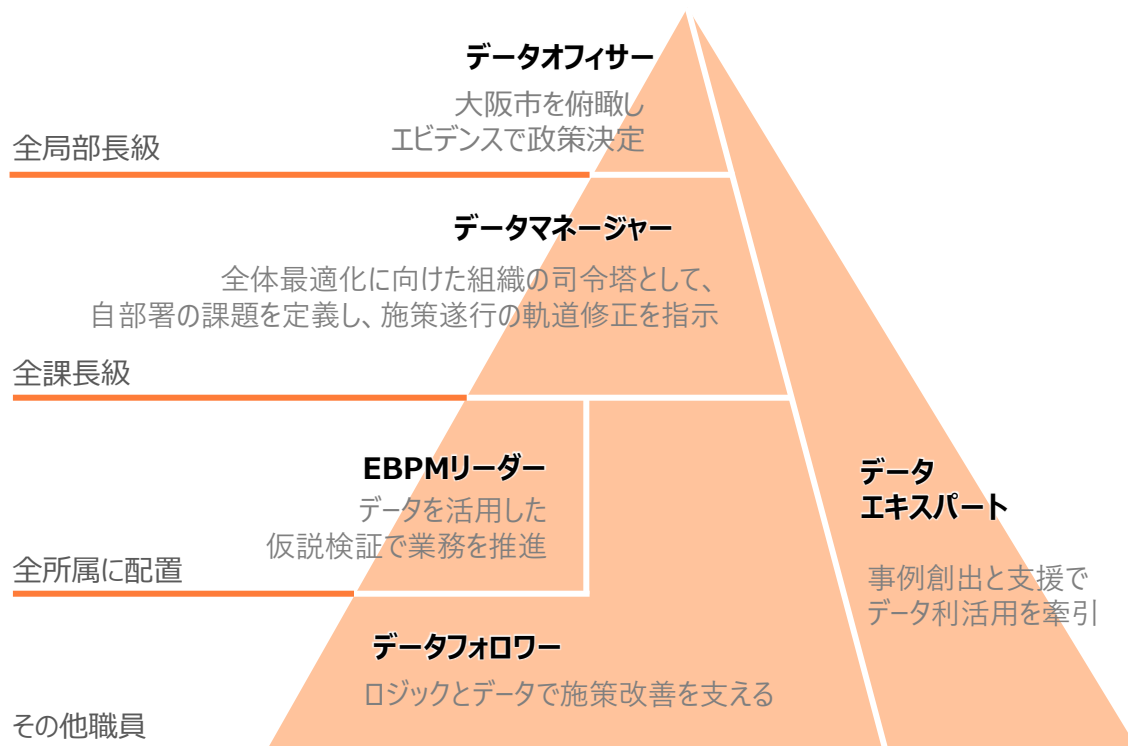 データオフィサー
大阪市を俯瞰し
エビデンスで政策決定
全局部長級
データマネージャー
全体最適化に向けた組織の司令塔として、
自部署の課題を定義し、施策遂行の軌道修正を指示
全課長級
EBPMリーダー
データを活用した
仮説検証で業務を推進
全所属に配置
データフォロワー
ロジックとデータで施策改善を支える
その他職員
データ
エキスパート
事例創出と支援で
データ利活用を牽引